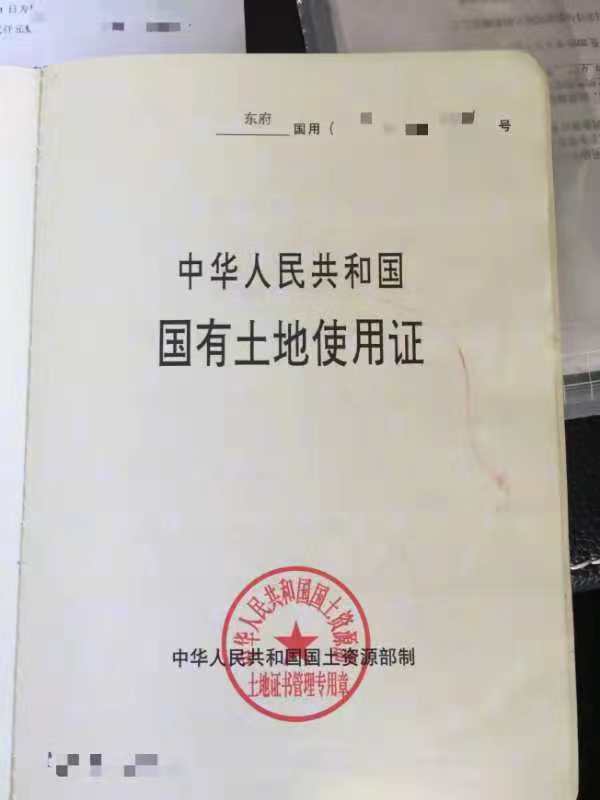 日为
东府 国用( 号
中华人民共和国
国有土地使用证
中华人民共和国国土资源部
中华人民共和国国土资源部制
土地证书管理专用章